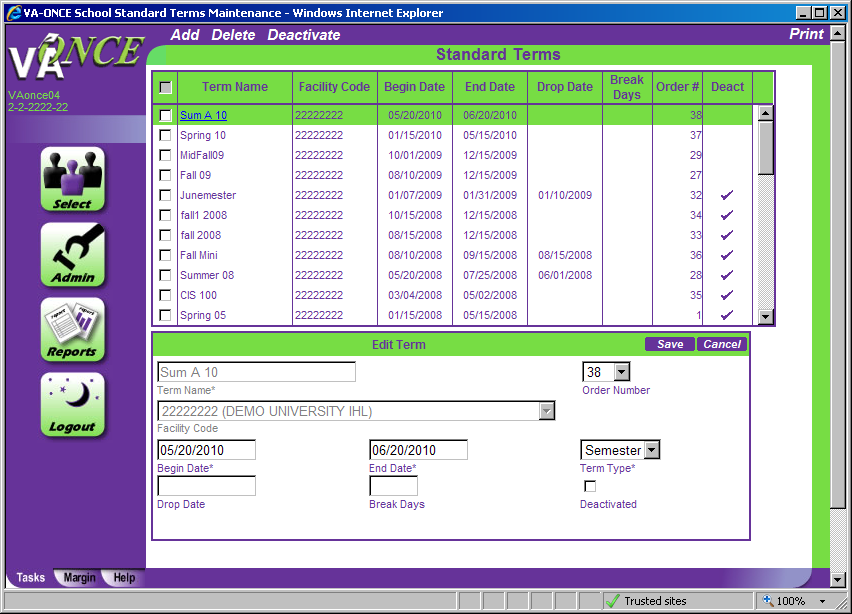 VA-ONCE School Standard Terms Maintenance - Windows Internet Explorer
VA ONCE
Add Delete Deactivate Print
VAonce04
2-2-2222-22
Standard Terms
Term Name Facility Code Begin Date End Date Drop Date Break Days Order # Deact
Sum A 10 22222222 05/20/2010 06/20/2010 38
Spring 10 22222222 01/15/2010 05/15/2010 37
MidFall09 22222222 10/01/2009 12/15/2009 29
Fall 09 22222222 08/10/2009 12/15/2009 27
Junemester 22222222 01/07/2009 01/31/2009 01/10/2009 32
fall1 2008 22222222 10/15/2008 12/15/2008 34
fall 2008 22222222 08/15/2008 12/15/2008 33
Fall Mini 22222222 08/10/2008 09/15/2008 08/15/2008 36
Summer 08 22222222 05/20/2008 07/25/2008 06/01/2008 28
CIS 100 22222222 03/04/2008 05/02/2008 35
Spring 05 22222222 01/15/2008 05/15/2008 1
Select
Admin
Reports
Logout
Edit Term Save Cancel
Sum A 10 38
Term Name* Order Number
22222222 (DEMO UNIVERSITY IHL)
Facility Code
05/20/2010 06/20/2010 Semester
Begin Date* End Date* Term Type*
Drop Date Break Days Deactivated
Tasks Margin Help
Trusted sites 100%